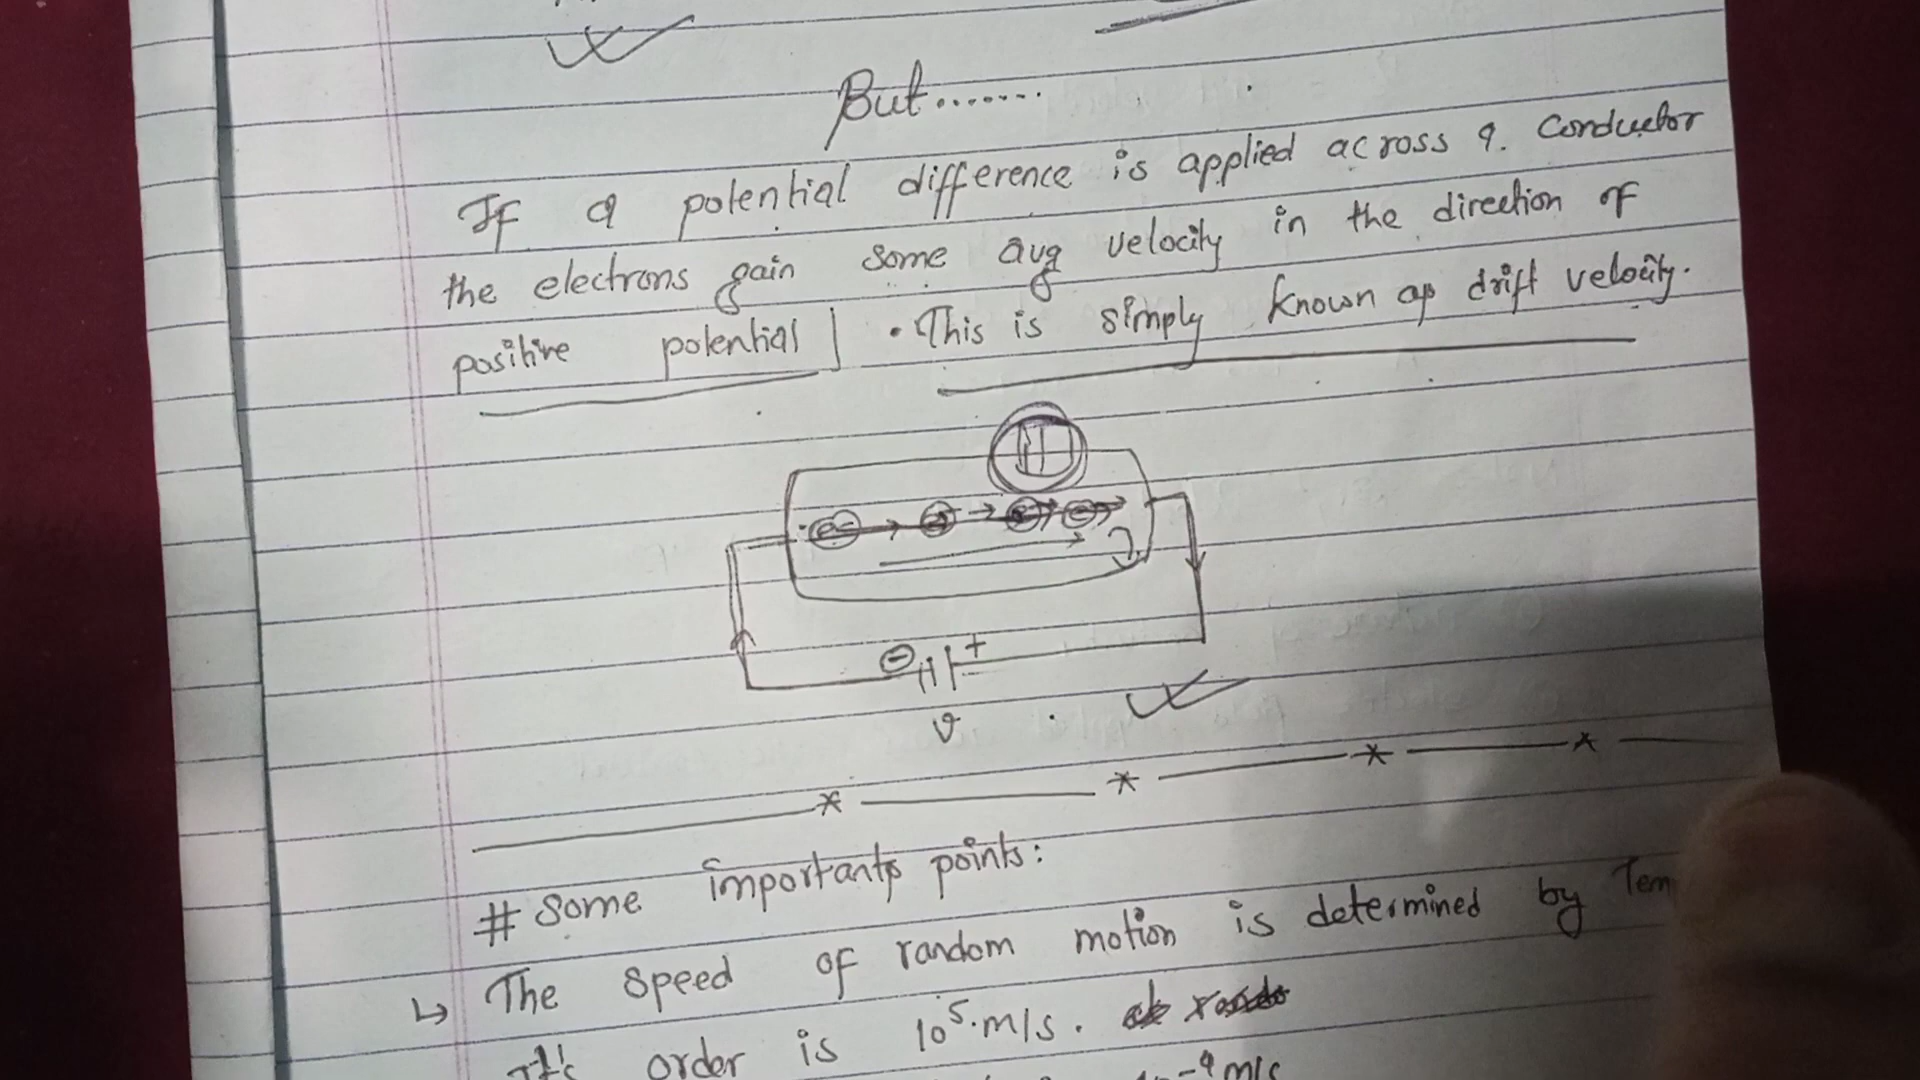 But........
If a potential difference is applied across a. conductor
the electrons gain some avg velocity in the direction of
positive potential] . This is simply known as drift velocity.
+
V
# Some importants points:
↳ The speed of random motion is determined by Tem
It's order is 10⁵.m/s.
m/s